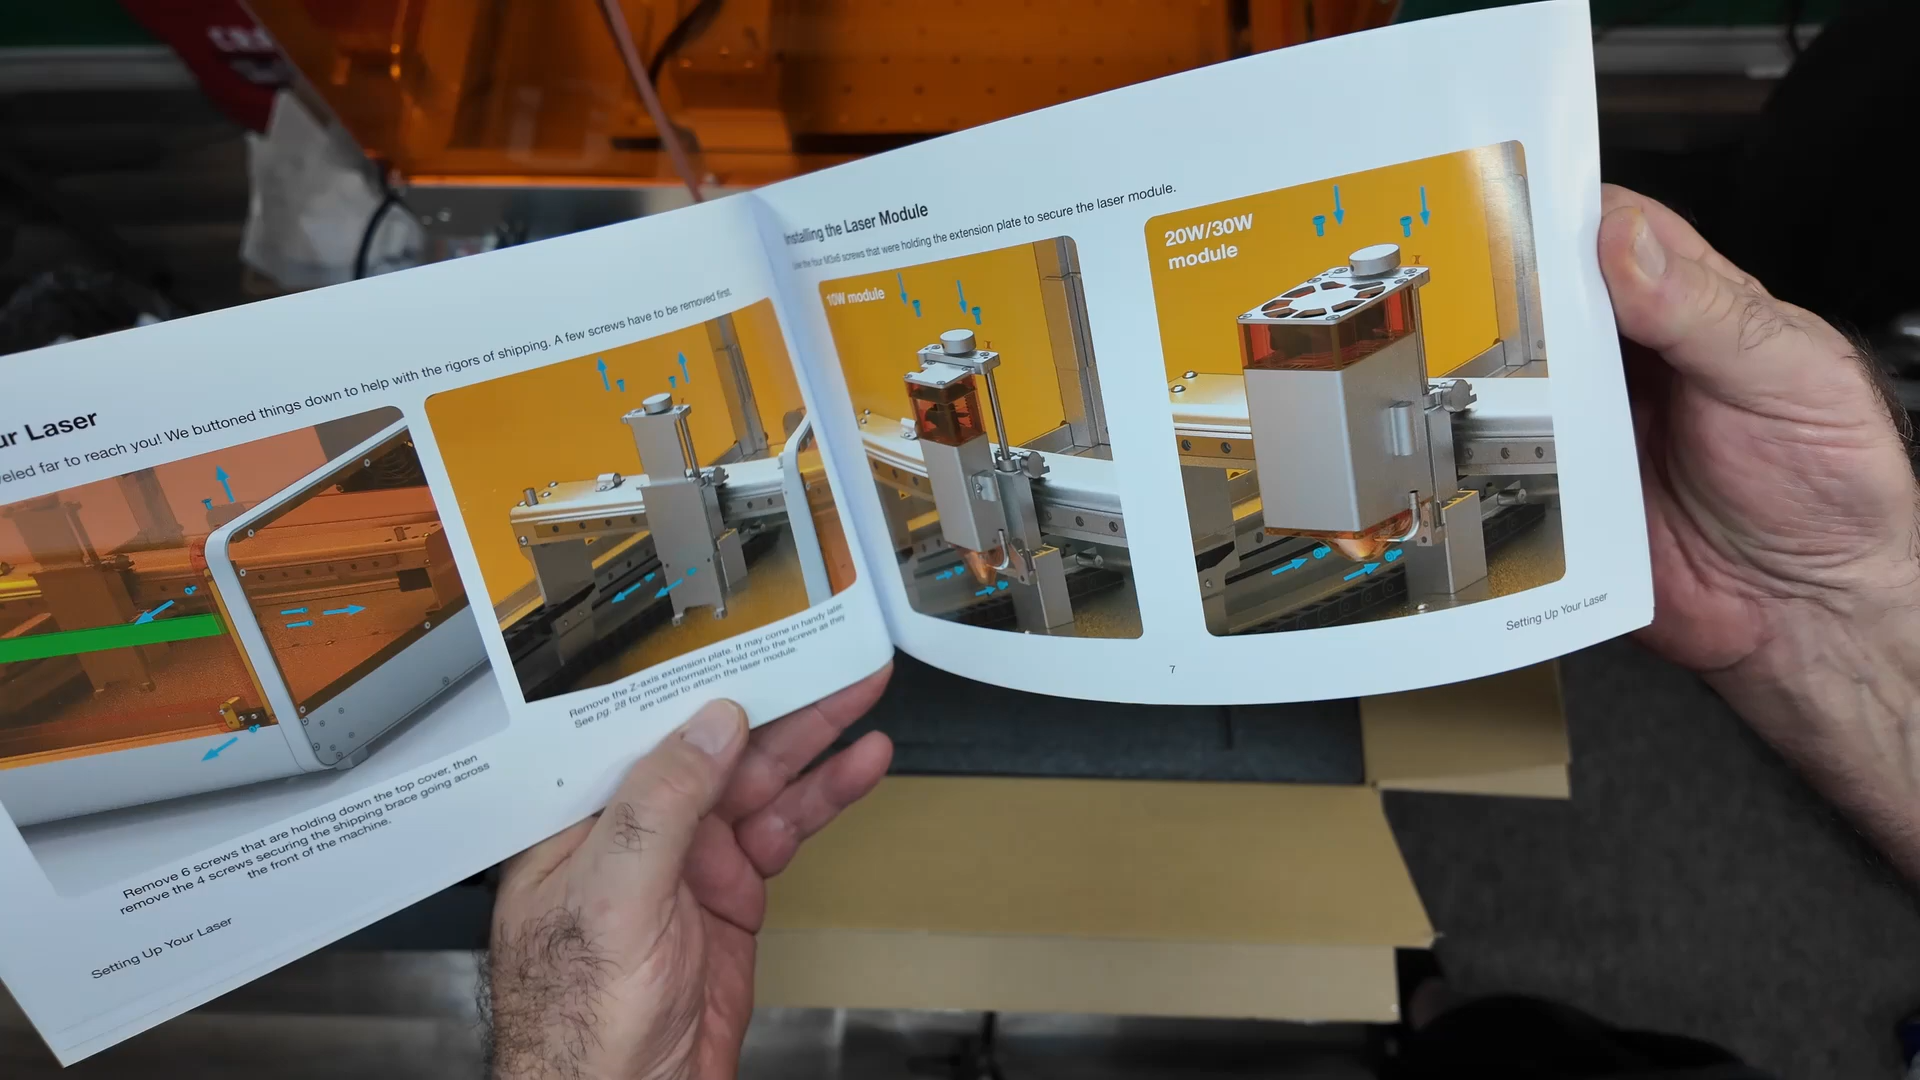 ur Laser
veled far to reach you! We buttoned things down to help with the rigors of shipping. A few screws have to be removed first.
Remove 6 screws that are holding down the top cover, then
remove the 4 screws securing the shipping brace going across
the front of the machine.
Remove the Z-axis extension plate. It may come in handy later.
See pg. 28 for more information. Hold onto the screws as they
are used to attach the laser module.
6
Setting Up Your Laser
Installing the Laser Module
Use the four M3x6 screws that were holding the extension plate to secure the laser module.
10W module
20W/30W
module
7
Setting Up Your Laser